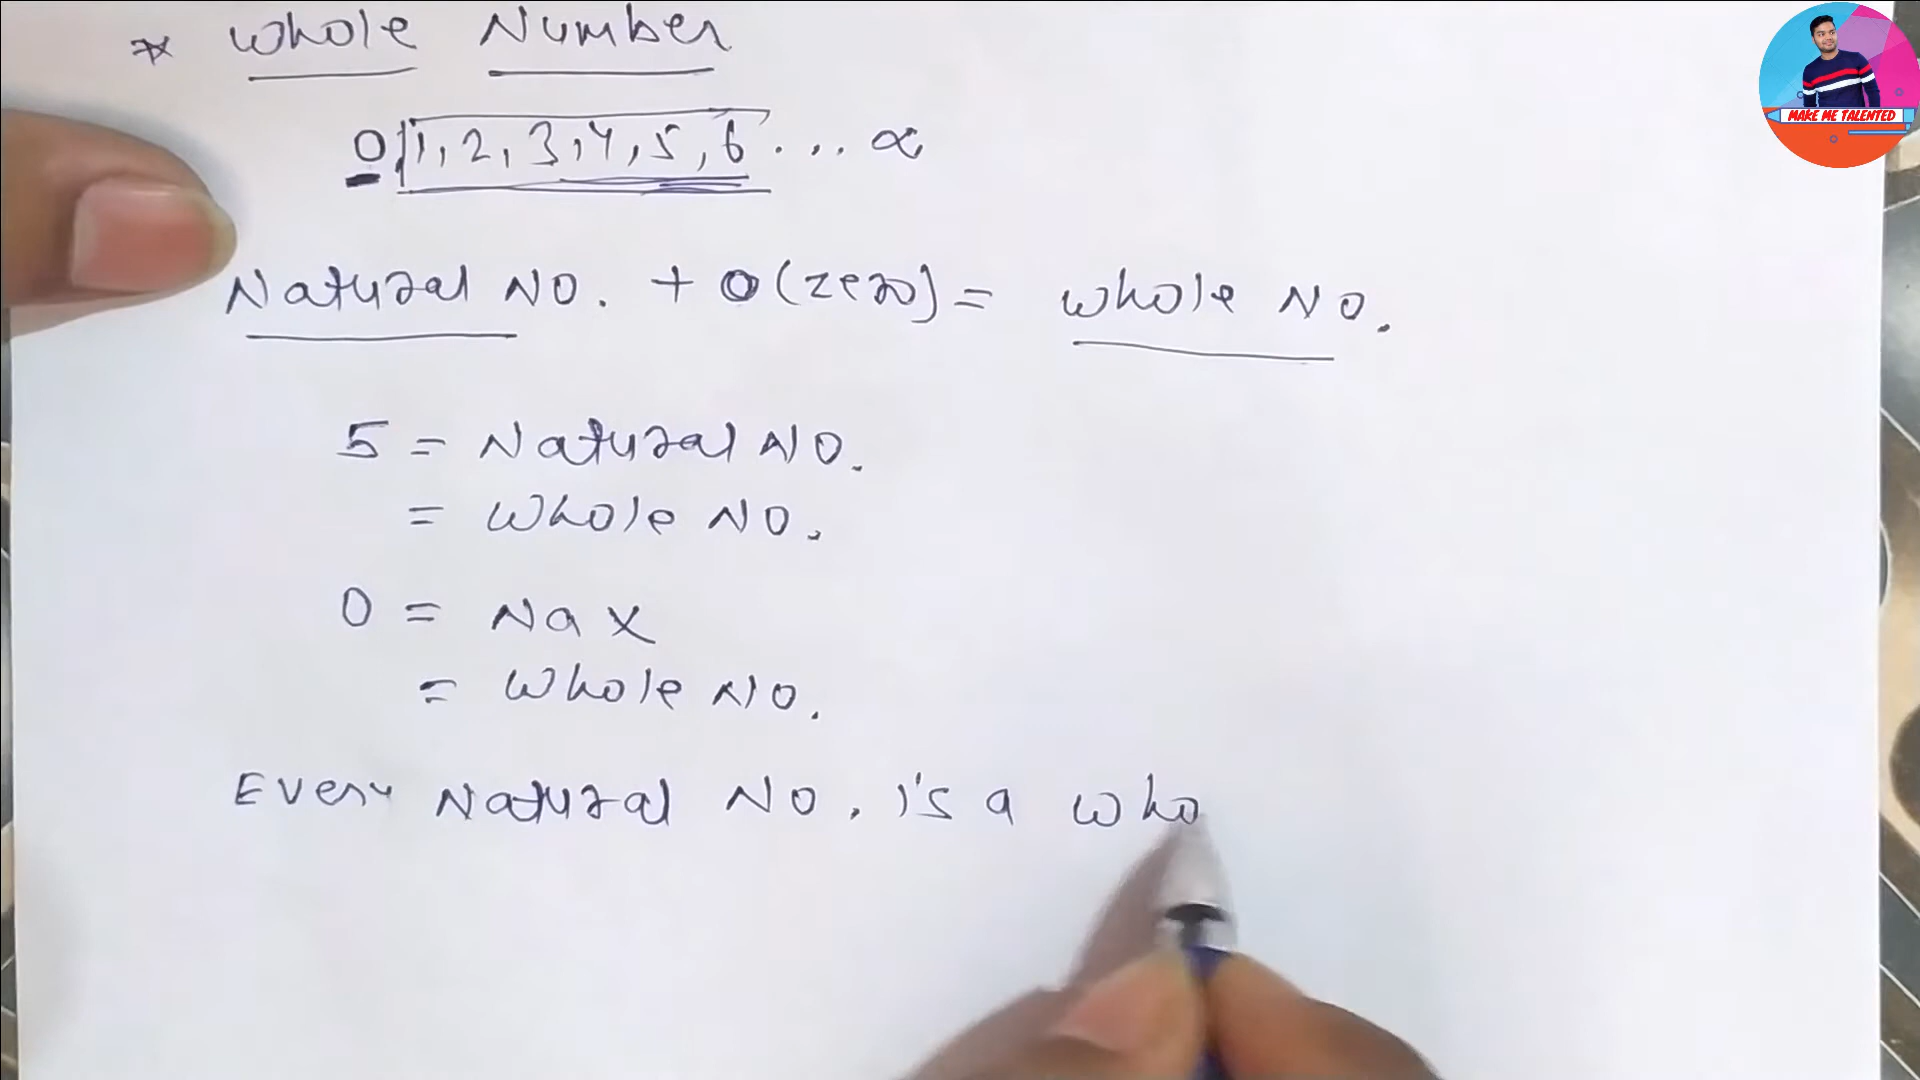 * Whole Number
0 1, 2, 3, 4, 5, 6 . . . ∝
Natural No. + 0 (zero) = Whole No.
5 = Natural No.
= Whole No.
0 = Na X
= Whole No.
Every Natural No. is a Who
MAKE ME TALENTED